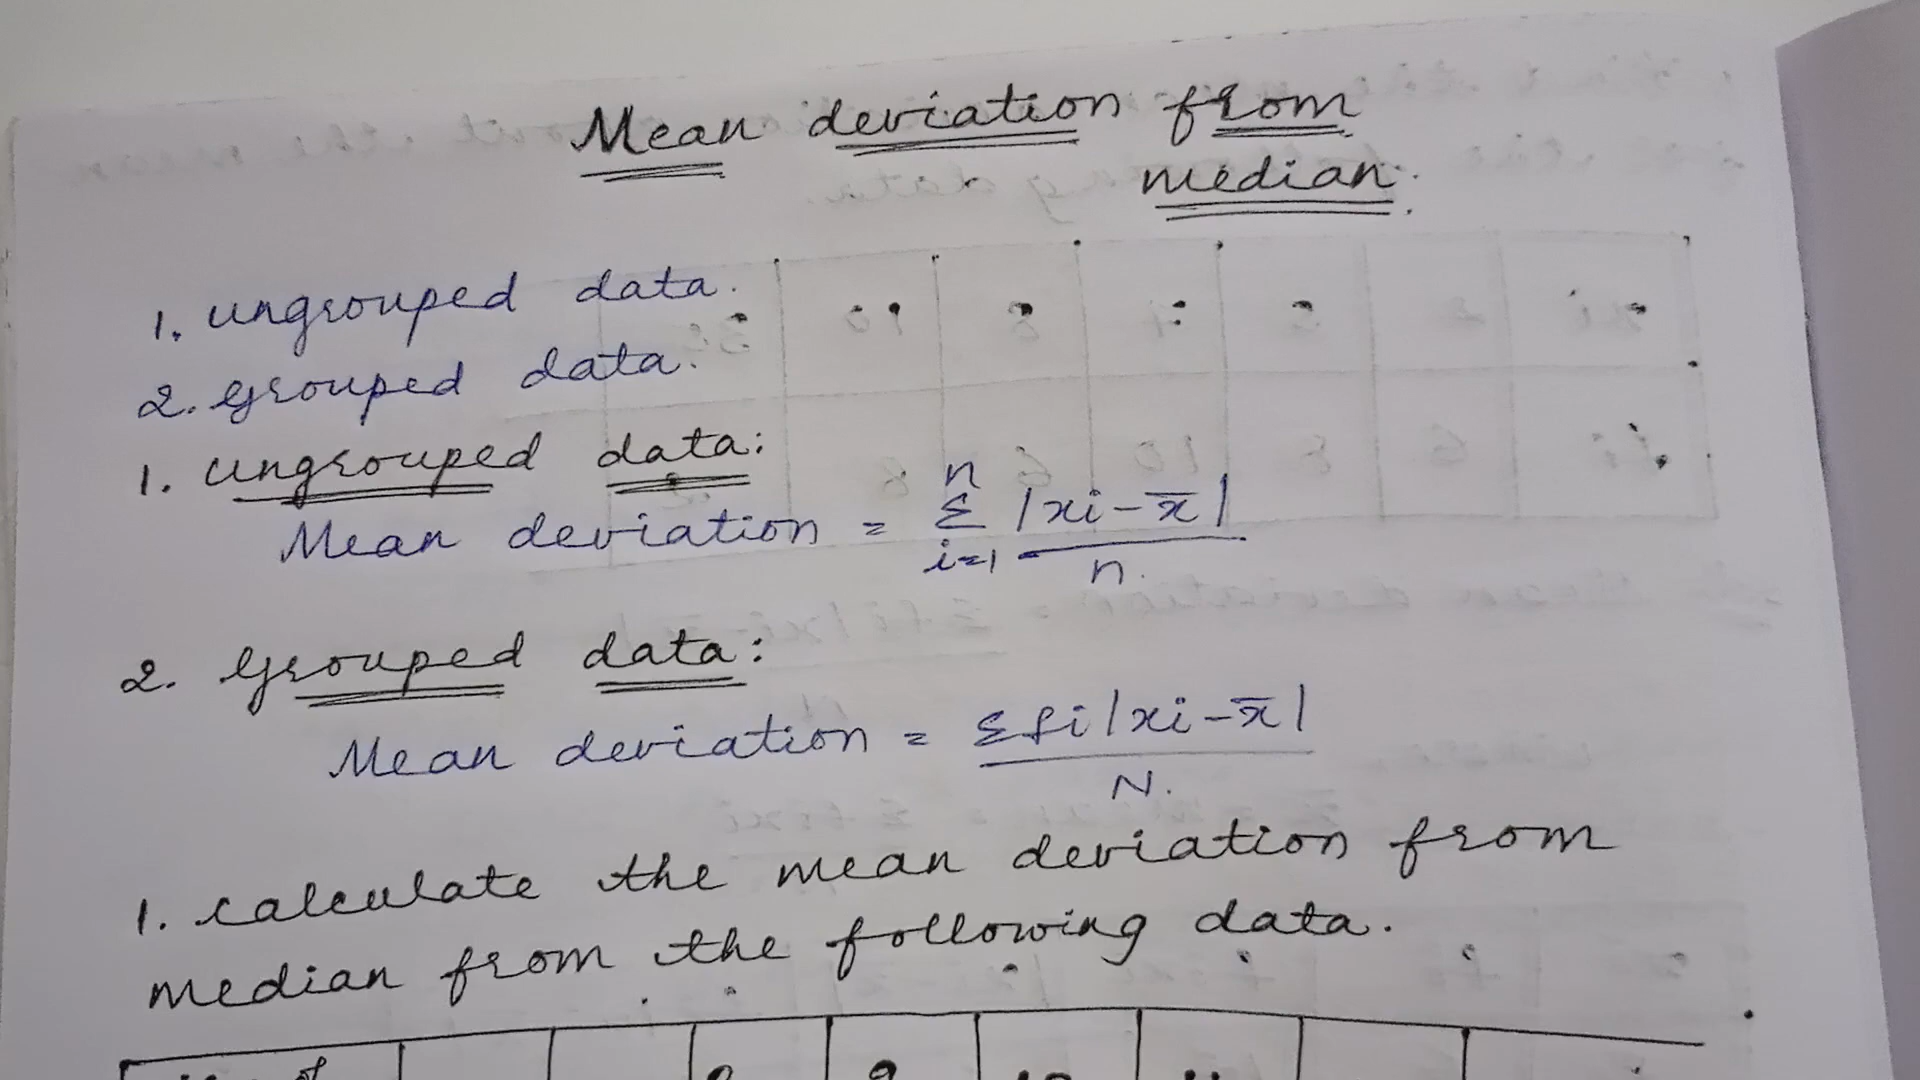 Mean deviation from
median.
1. ungrouped data.
2. Grouped data.
1. ungrouped data:
Mean deviation = n Σ i=1 |xi - x̄| / n.
2. Grouped data:
Mean deviation = Σfi|xi - x̄| / N.
1. calculate the mean deviation from
median from the following data.